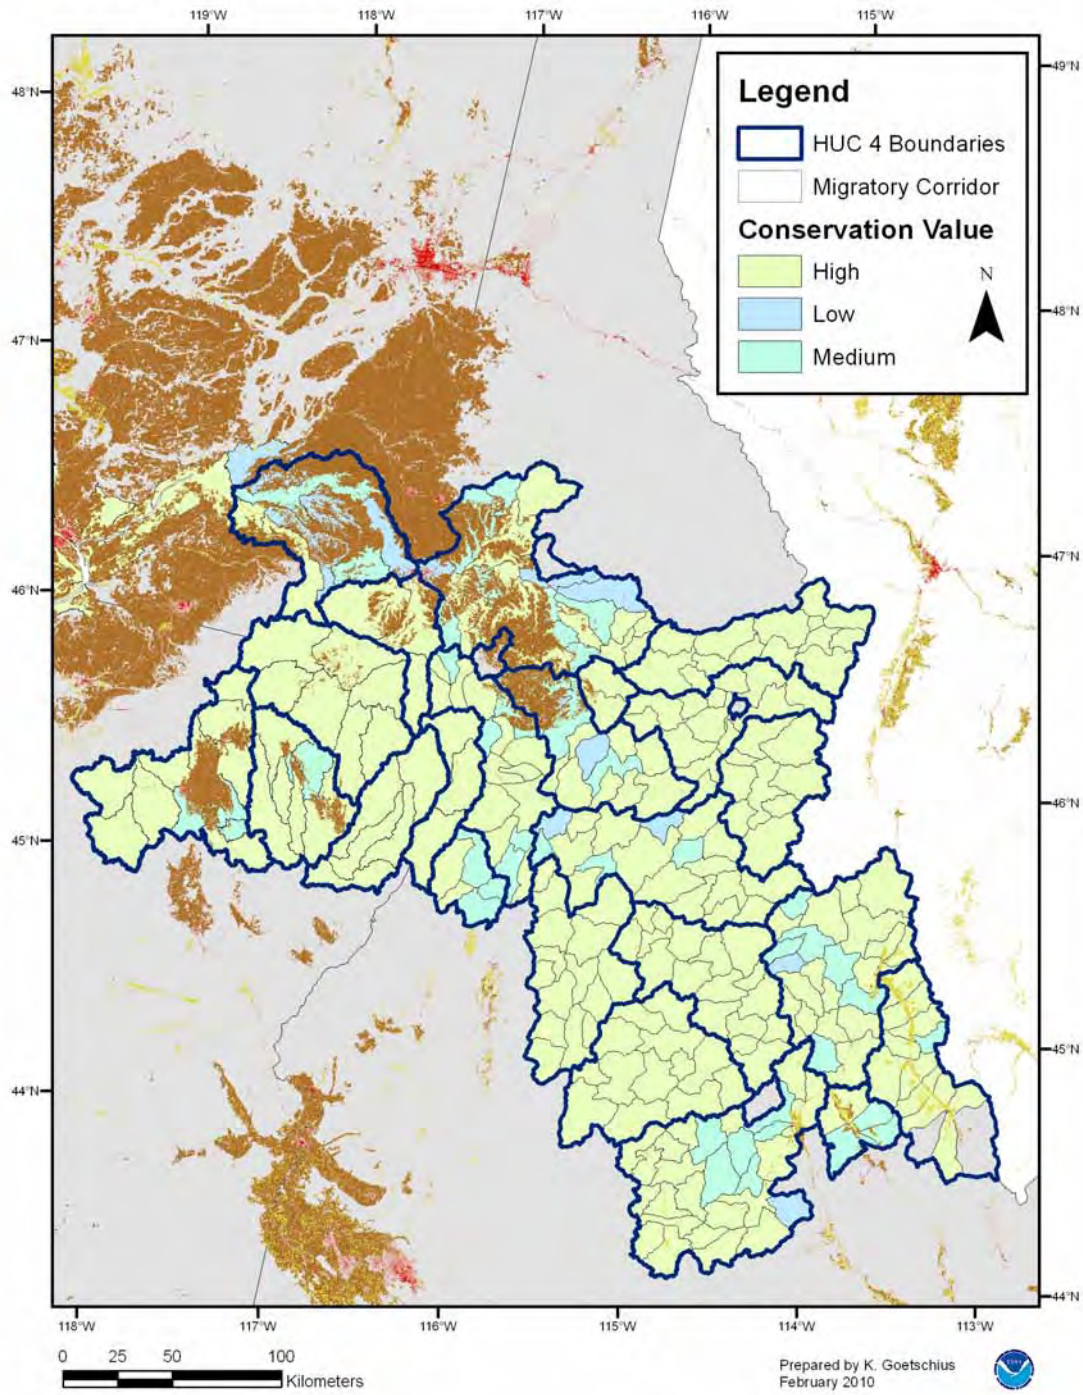 119°W 118°W 117°W 116°W 115°W
49°N
48°N
Legend
HUC 4 Boundaries
Migratory Corridor
Conservation Value
High
N
Low
48°N
47°N
Medium
47°N
46°N
46°N
45°N
45°N
44°N
44°N
118°W 117°W 116°W 115°W 114°W 113°W
0 25 50 100
Kilometers
Prepared by K. Goetschius
February 2010